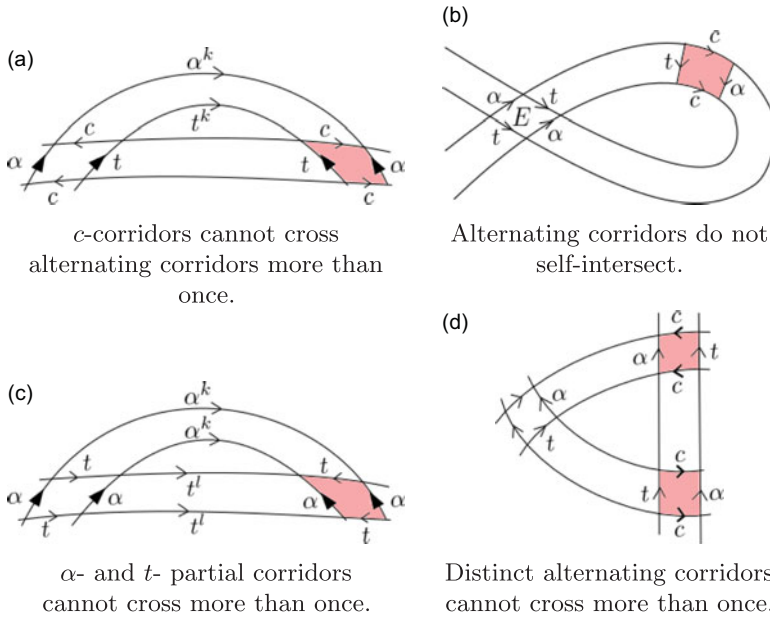 (a)
α^k
t^k
c
c
α
t
t
α
c
c
c-corridors cannot cross
alternating corridors more than
once.
(b)
c
t
α
c
α
t
E
t
α
Alternating corridors do not
self-intersect.
(c)
α^k
α^k
t
t^l
t
α
α
α
α
t
t^l
t
α- and t- partial corridors
cannot cross more than once.
(d)
c
α
t
c
α
t
c
t
α
c
Distinct alternating corridors
cannot cross more than once.